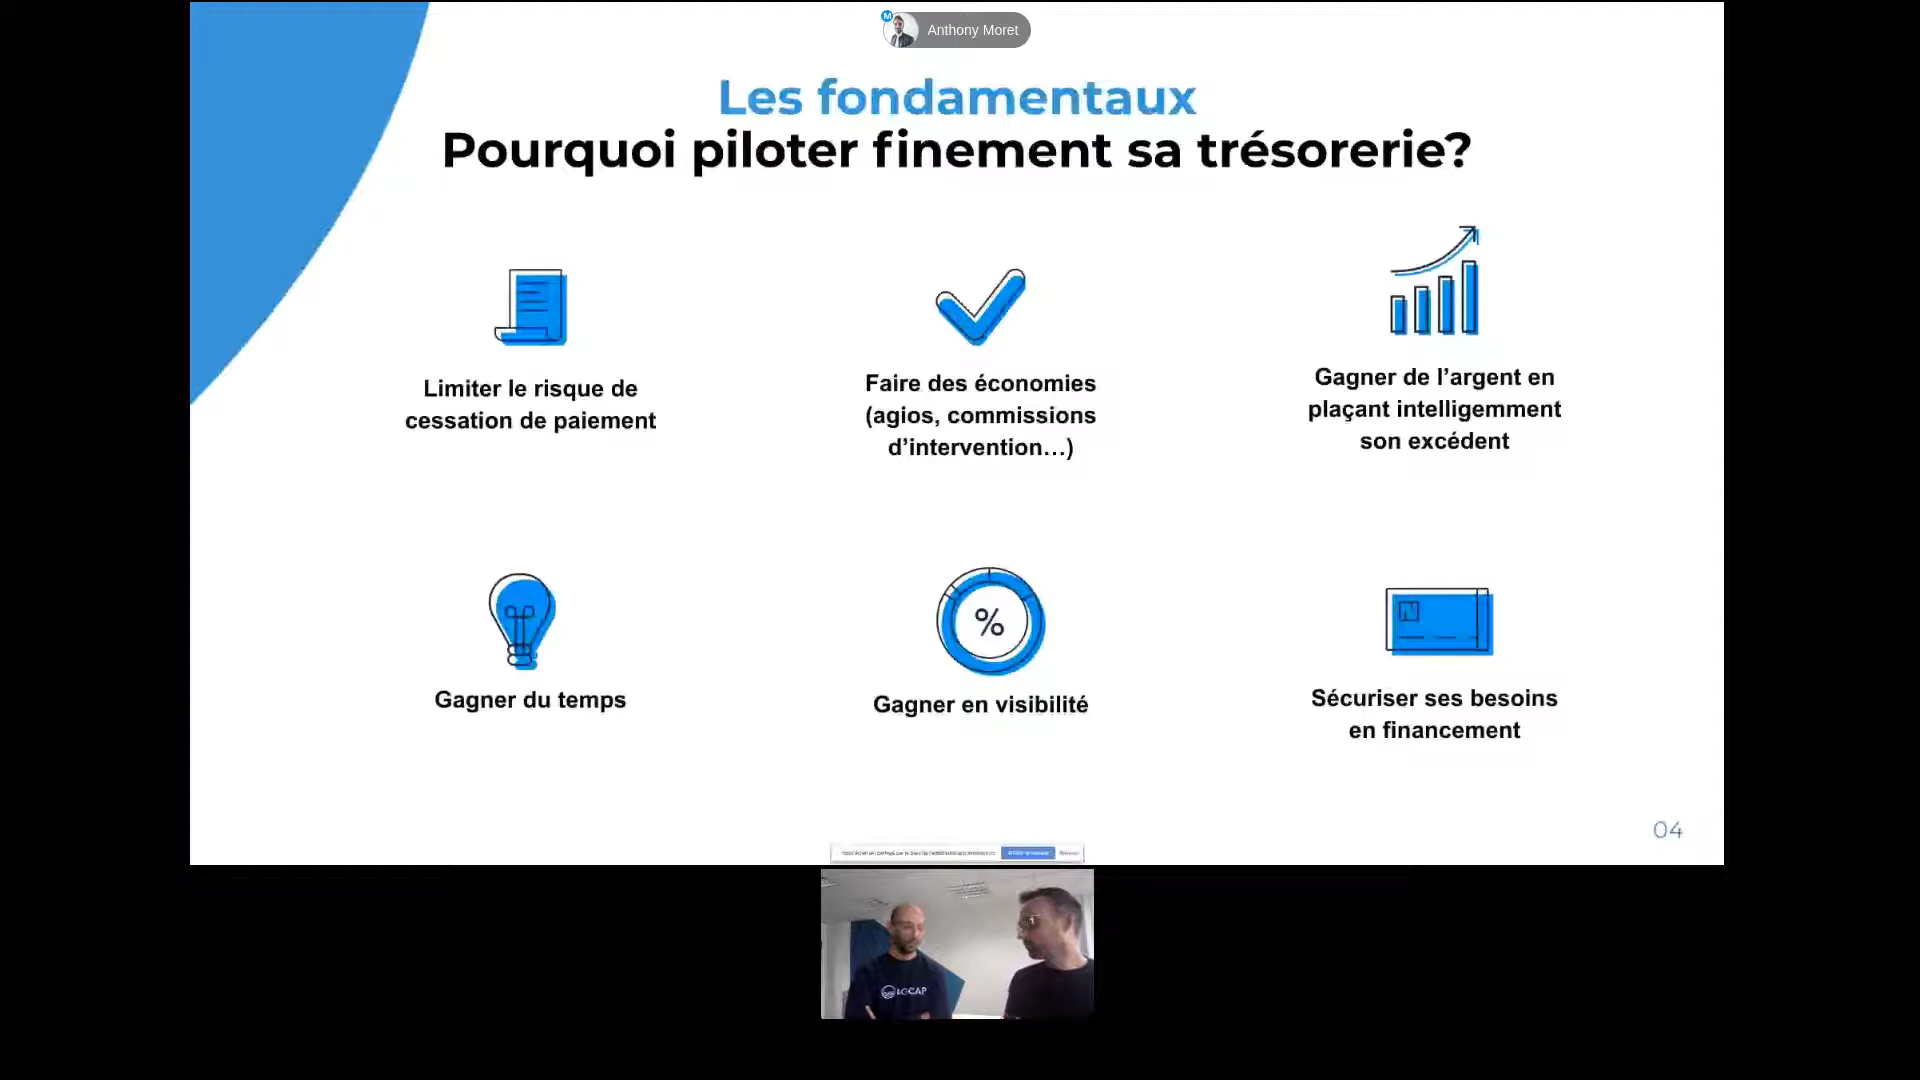 Anthony Moret
Les fondamentaux
Pourquoi piloter finement sa trésorerie?
Limiter le risque de
cessation de paiement
Faire des économies
(agios, commissions
d’intervention…)
Gagner de l’argent en
plaçant intelligemment
son excédent
Gagner du temps
%
Gagner en visibilité
Sécuriser ses besoins
en financement
04